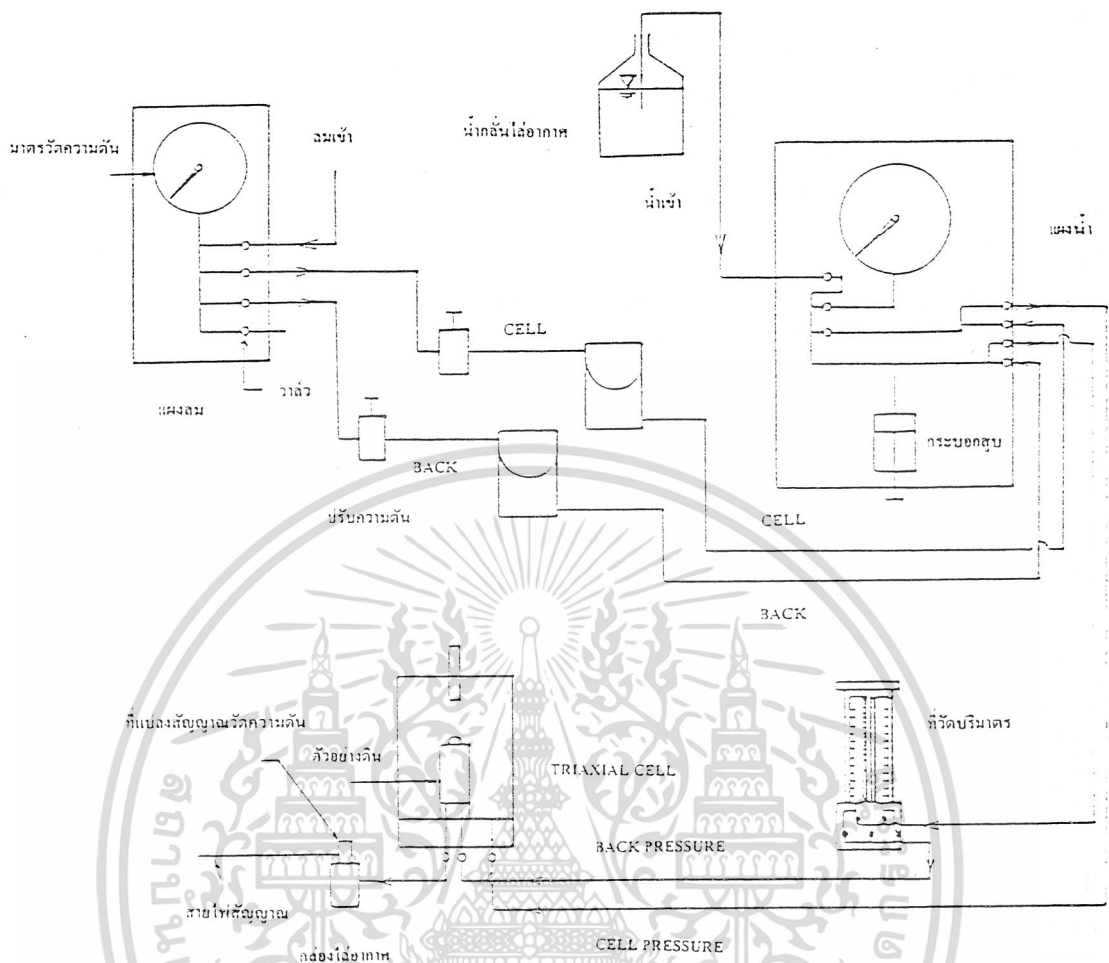 น้ำกลั่นไล่อากาศ
มาตรวัดความดัน
ลมเข้า
น้ำเข้า
แผงน้ำ
CELL
วาล์ว
แผงลม
กระบอกสูบ
BACK
ปรับความดัน
CELL
BACK
ที่แปลงสัญญาณวัดความดัน
ตัวอย่างดิน
ที่วัดปริมาตร
TRIAXIAL CELL
BACK PRESSURE
สายไฟสัญญาณ
กล่องไล่อากาศ
CELL PRESSURE